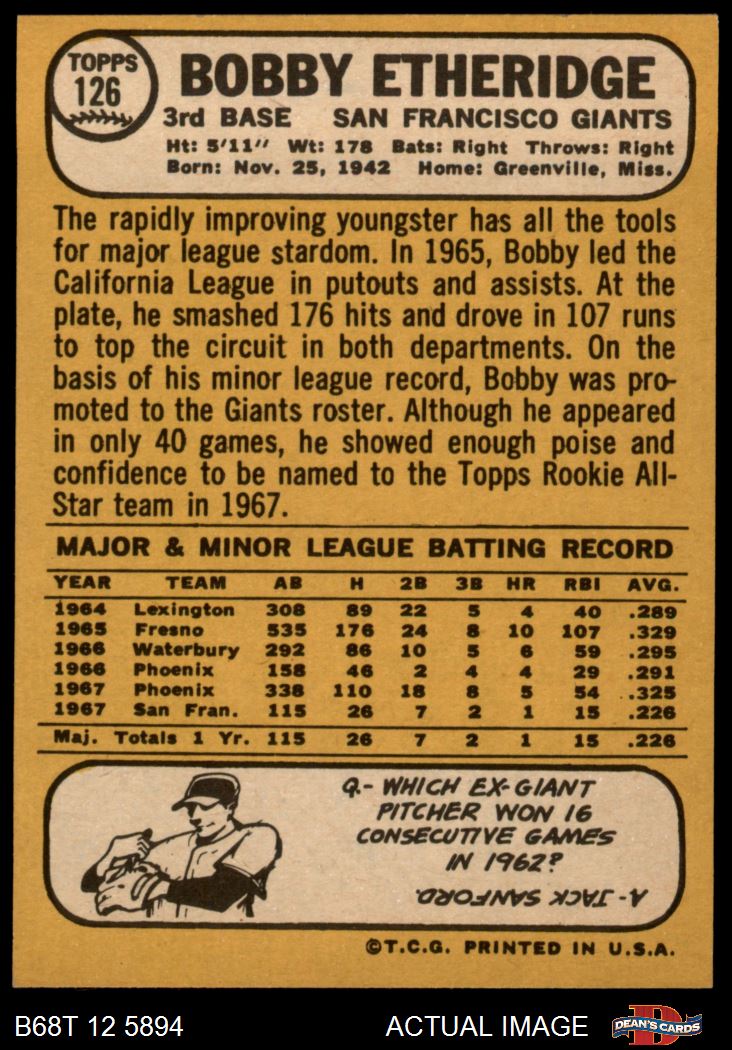 TOPPS
126
BOBBY ETHERIDGE
3rd BASE SAN FRANCISCO GIANTS
Ht: 5'11" Wt: 178 Bats: Right Throws: Right
Born: Nov. 25, 1942 Home: Greenville, Miss.
The rapidly improving youngster has all the tools
for major league stardom. In 1965, Bobby led the
California League in putouts and assists. At the
plate, he smashed 176 hits and drove in 107 runs
to top the circuit in both departments. On the
basis of his minor league record, Bobby was pro-
moted to the Giants roster. Although he appeared
in only 40 games, he showed enough poise and
confidence to be named to the Topps Rookie All-
Star team in 1967.
MAJOR & MINOR LEAGUE BATTING RECORD
YEAR TEAM AB H 2B 3B HR RBI AVG.
1964 Lexington 308 89 22 5 4 40 .289
1965 Fresno 535 176 24 8 10 107 .329
1966 Waterbury 292 86 10 5 6 59 .295
1966 Phoenix 158 46 2 4 4 29 .291
1967 Phoenix 338 110 18 8 5 54 .325
1967 San Fran. 115 26 7 2 1 15 .226
Maj. Totals 1 Yr. 115 26 7 2 1 15 .226
Q.- WHICH EX-GIANT
PITCHER WON 16
CONSECUTIVE GAMES
IN 1962?
A- JACK SANFORD.
©T.C.G. PRINTED IN U.S.A.
B68T 12 5894 ACTUAL IMAGE
DEAN'S CARDS